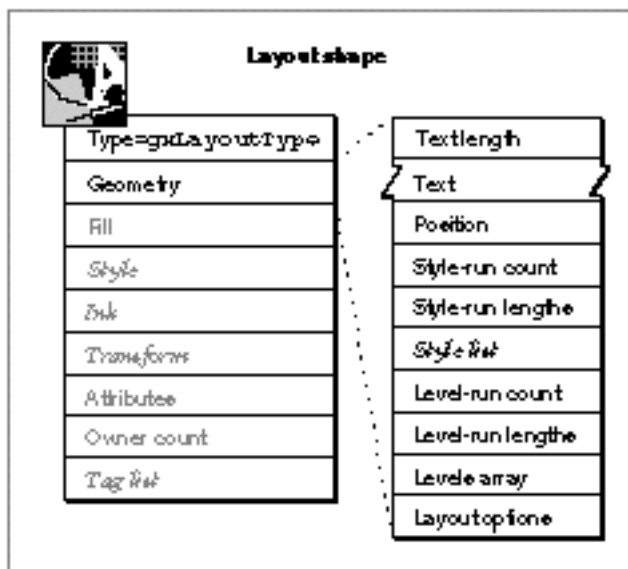 Layout shape
Type=gxLayoutType
Geometry
Fill
Style
Ink
Transform
Attributes
Owner count
Tag list
Text length
Text
Position
Style-run count
Style-run lengths
Style list
Level-run count
Level-run lengths
Levels array
Layout options